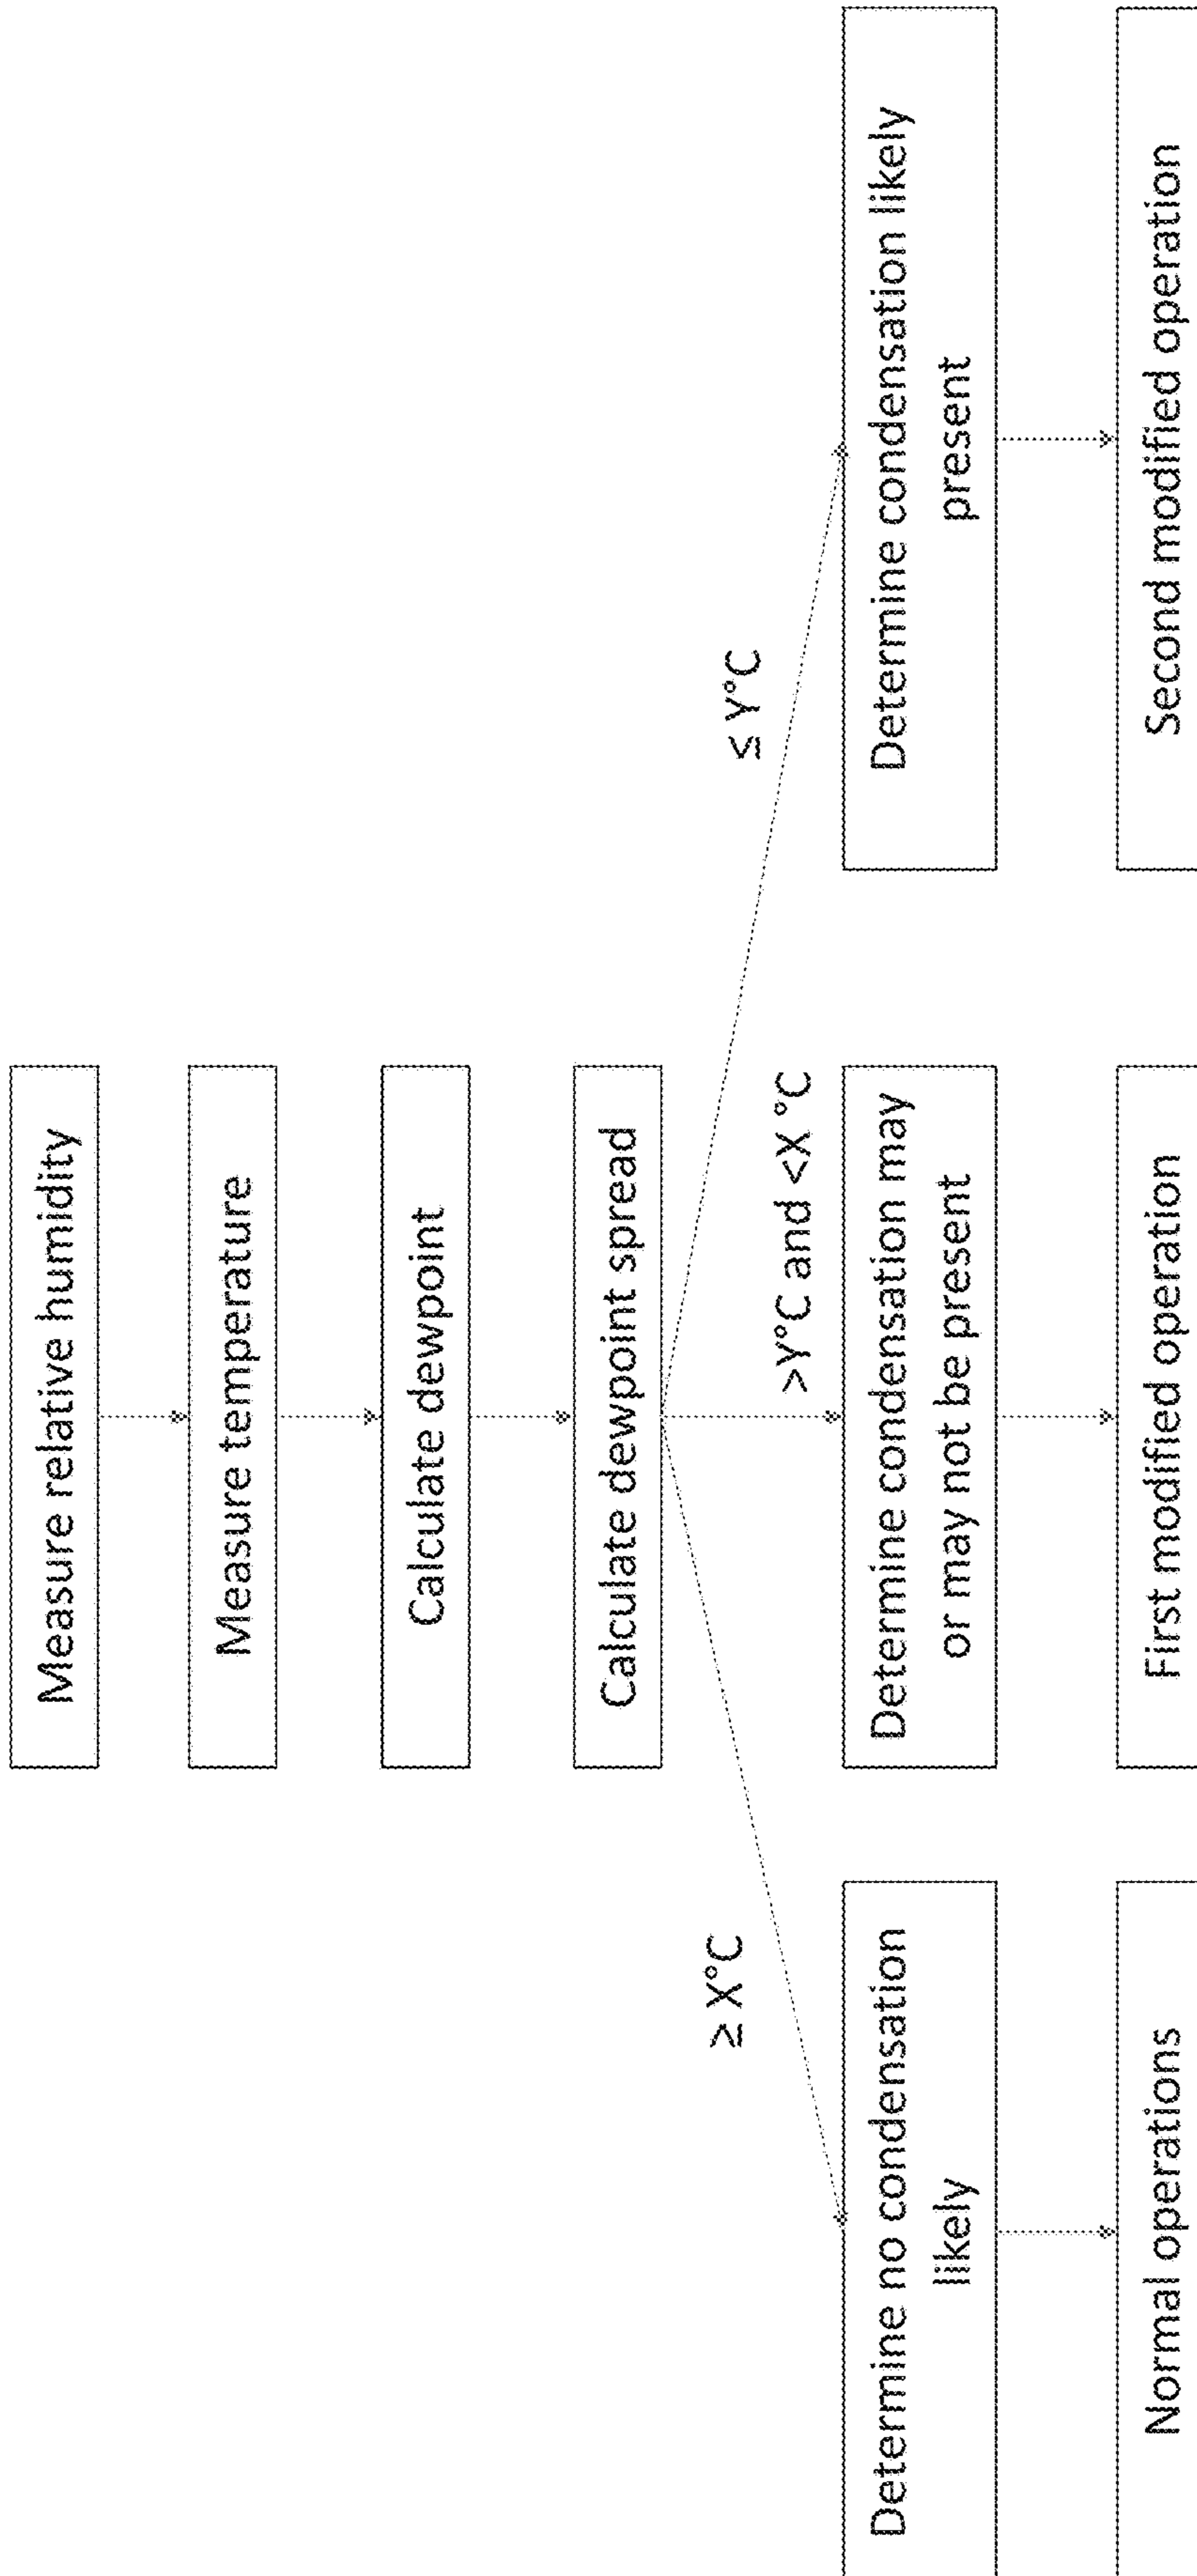 Measure relative humidity
Measure temperature
Calculate dewpoint
Calculate dewpoint spread
≥ X°C
>Y°C and <X °C
≤ Y°C
Determine no condensation
likely
Determine condensation may
or may not be present
Determine condensation likely
present
Normal operations
First modified operation
Second modified operation